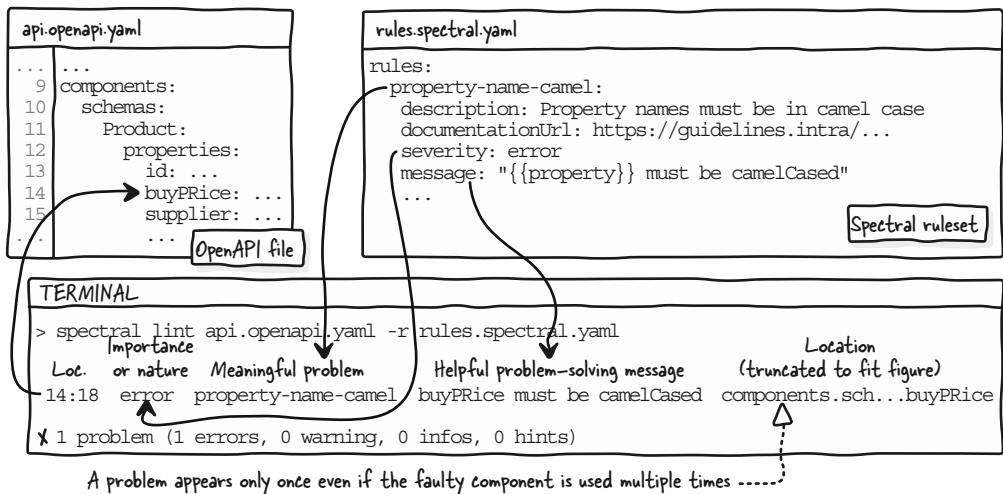 api.openapi.yaml
... ...
9 components:
10 schemas:
11 Product:
12 properties:
13 id: ...
14 buyPRice: ...
15 supplier: ...
... ...
OpenAPI file
rules.spectral.yaml
rules:
property-name-camel:
description: Property names must be in camel case
documentationUrl: https://guidelines.intra/...
severity: error
message: "{{property}} must be camelCased"
...
Spectral ruleset
TERMINAL
> spectral lint api.openapi.yaml -r rules.spectral.yaml
Importance Location
Loc. or nature Meaningful problem Helpful problem-solving message (truncated to fit figure)
14:18 error property-name-camel buyPRice must be camelCased components.sch...buyPRice
✗ 1 problem (1 errors, 0 warning, 0 infos, 0 hints)
A problem appears only once even if the faulty component is used multiple times